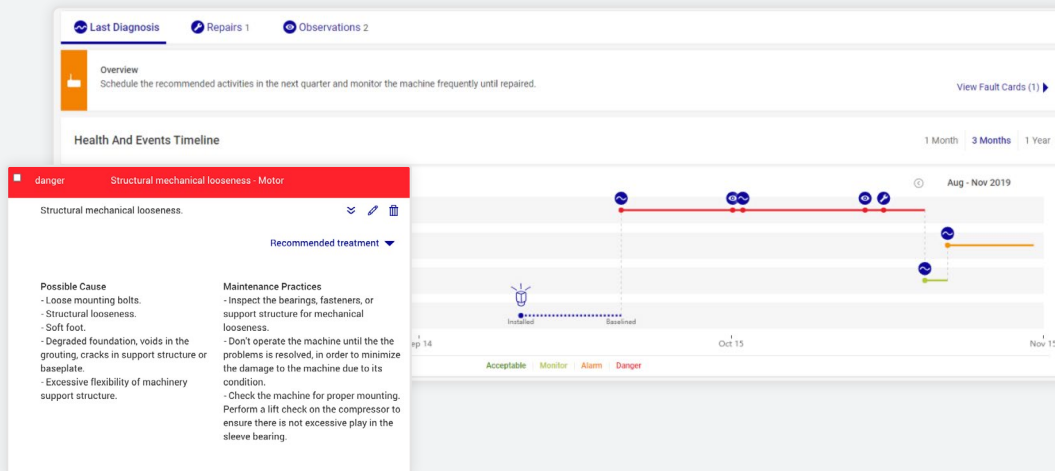 Last Diagnosis
Repairs 1
Observations 2
Overview
Schedule the recommended activities in the next quarter and monitor the machine frequently until repaired.
View Fault Cards (1)
Health And Events Timeline
1 Month
3 Months
1 Year
Aug - Nov 2019
danger
Structural mechanical looseness - Motor
Structural mechanical looseness.
Recommended treatment
Possible Cause
- Loose mounting bolts.
- Structural looseness.
- Soft foot.
- Degraded foundation, voids in the
grouting, cracks in support structure or
baseplate.
- Excessive flexibility of machinery
support structure.
Maintenance Practices
- Inspect the bearings, fasteners, or
support structure for mechanical
looseness.
- Don't operate the machine until the the
problems is resolved, in order to minimize
the damage to the machine due to its
condition.
- Check the machine for proper mounting.
Perform a lift check on the compressor to
ensure there is not excessive play in the
sleeve bearing.
Installed
Baselined
ep 14
Oct 15
Nov 15
Acceptable
Monitor
Alarm
Danger